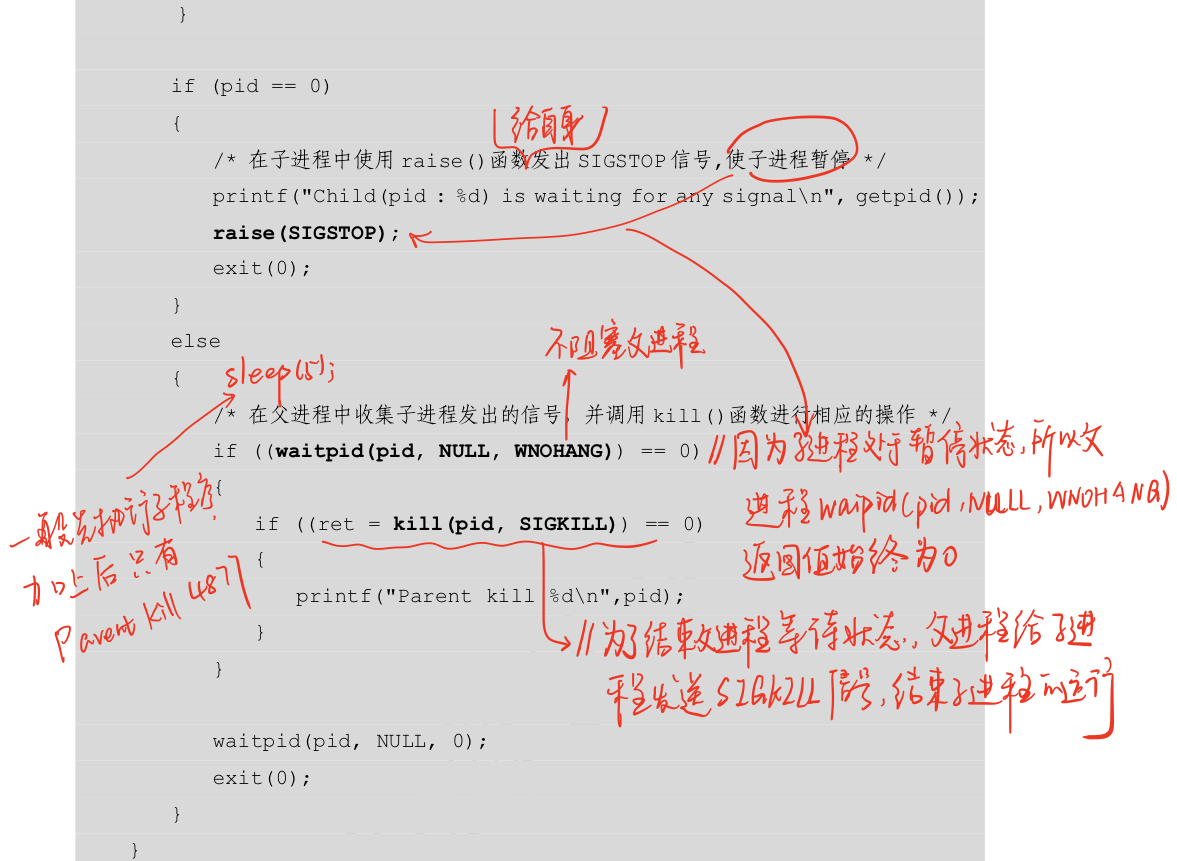 }
if (pid == 0)
{
给自身
/* 在子进程中使用 raise()函数发出 SIGSTOP 信号,使子进程暂停 */
printf("Child(pid : %d) is waiting for any signal\n", getpid());
raise(SIGSTOP);
exit(0);
}
else
不阻塞父进程
{
sleep(5);
/* 在父进程中收集子进程发出的信号，并调用 kill()函数进行相应的操作 */
if ((waitpid(pid, NULL, WNOHANG)) == 0)
//因为子进程处于暂停状态,所以父
进程waipid(pid,NULL,WNOHANG)
返回值始终为0
{
一般先执行子程序,
加上后只有
Parent kill 4877
if ((ret = kill(pid, SIGKILL)) == 0)
{
printf("Parent kill %d\n",pid);
}
//为了结束父进程等待状态,父进程给子进
程发送SIGKILL信号,结束子进程的运行
}
waitpid(pid, NULL, 0);
exit(0);
}
}